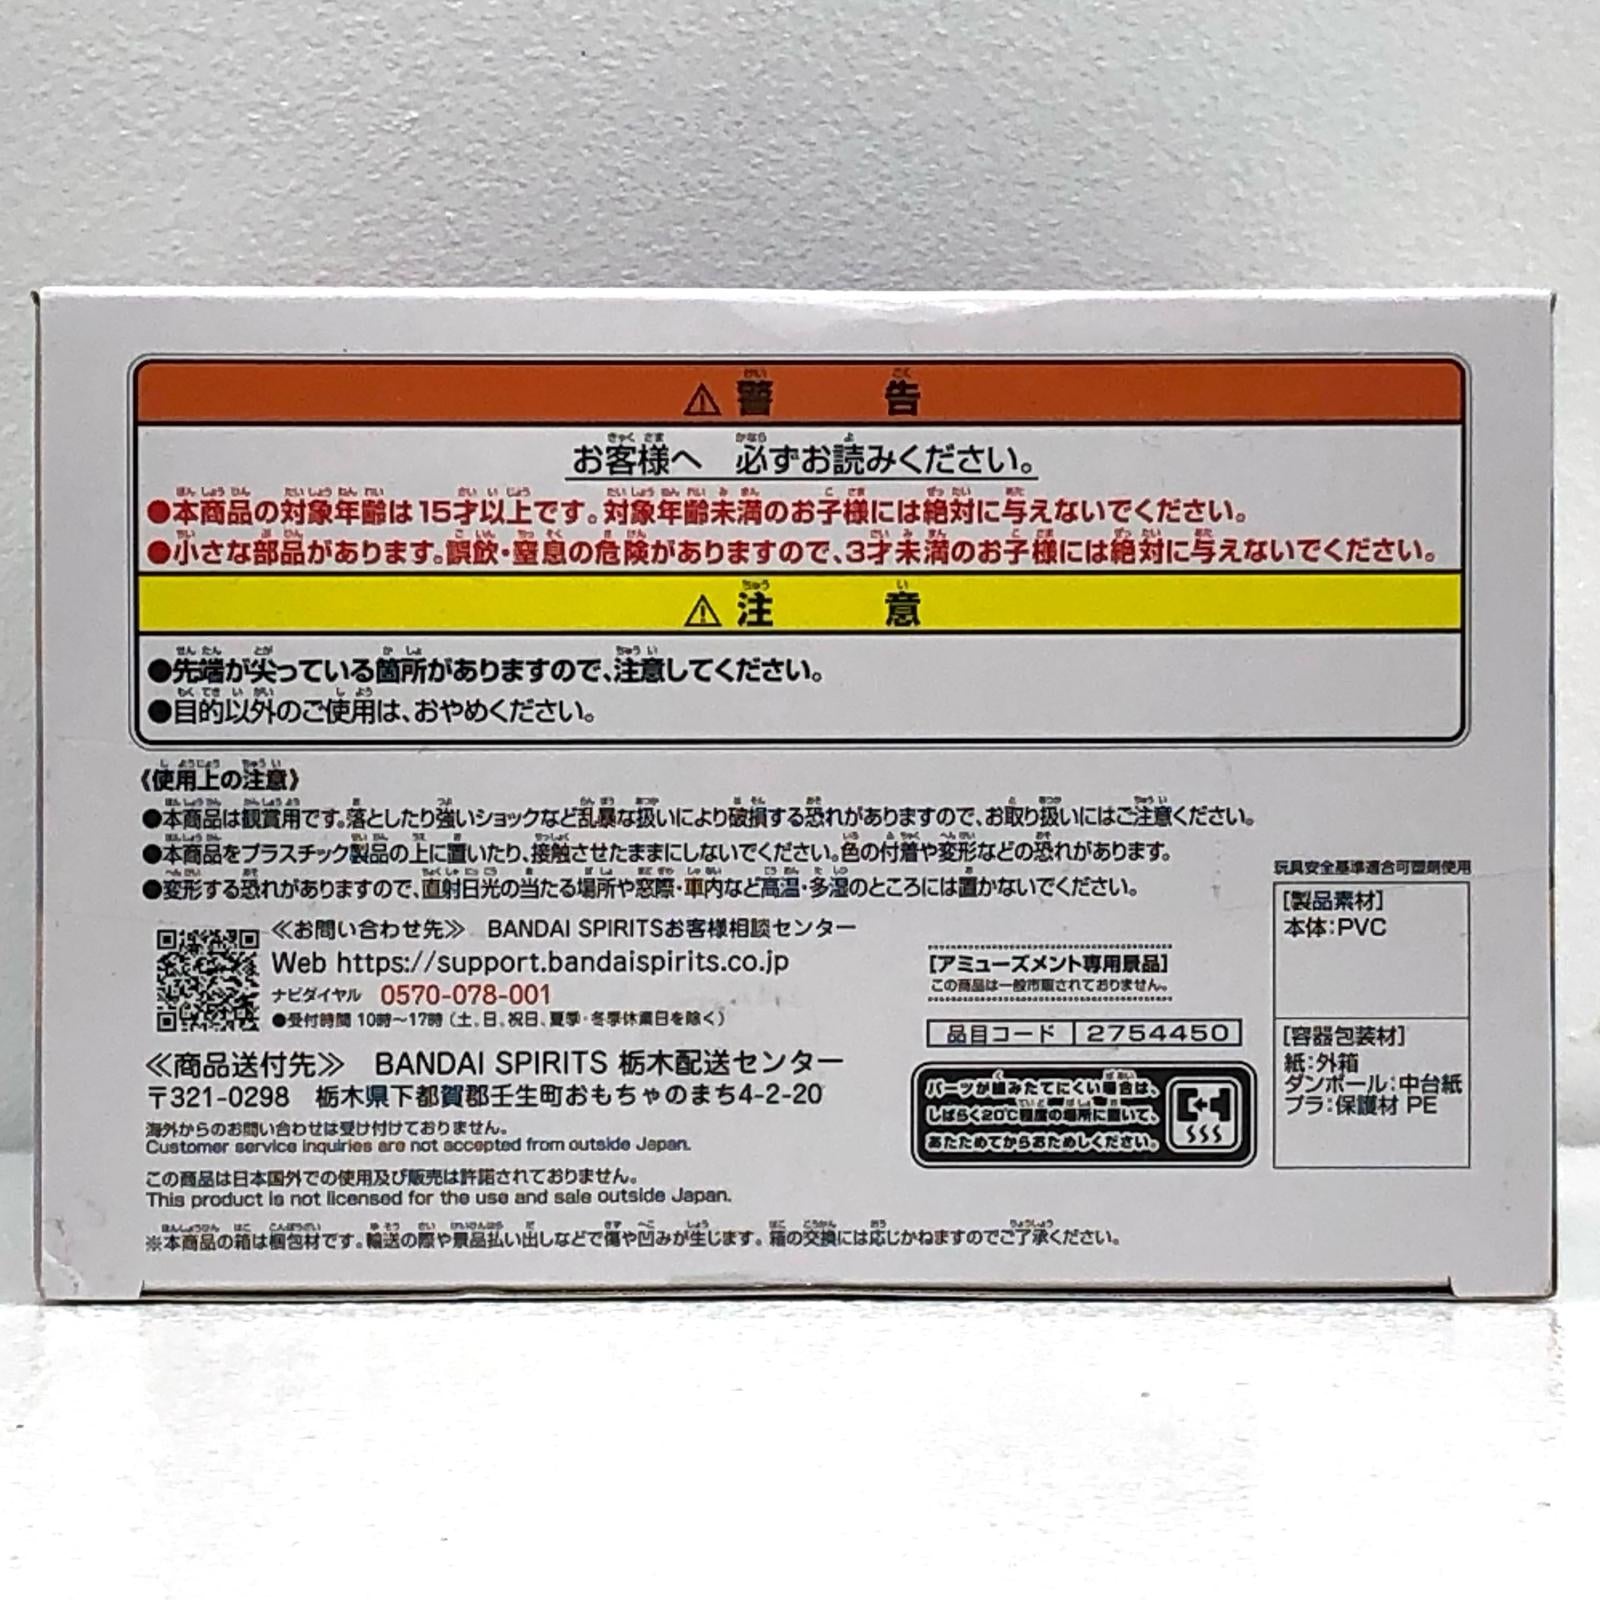 ⚠警告
お客様へ 必ずお読みください。
●本商品の対象年齢は15才以上です。対象年齢未満のお子様には絶対に与えないでください。
●小さな部品があります。誤飲・窒息の危険がありますので、3才未満のお子様には絶対に与えないでください。
⚠注意
●先端が尖っている箇所がありますので、注意してください。
●目的以外のご使用は、おやめください。
《使用上の注意》
●本商品は観賞用です。落としたり強いショックなど乱暴な扱いにより破損する恐れがありますので、お取り扱いにはご注意ください。
●本商品をプラスチック製品の上に置いたり、接触させたままにしないでください。色の付着や変形などの恐れがあります。
●変形する恐れがありますので、直射日光の当たる場所や窓際・車内など高温・多湿のところには置かないでください。
≪お問い合わせ先≫ BANDAI SPIRITSお客様相談センター
Web https://support.bandaispirits.co.jp
ナビダイヤル 0570-078-001
●受付時間 10時～17時（土、日、祝日、夏季・冬季休業日を除く）
≪商品送付先≫ BANDAI SPIRITS 栃木配送センター
〒321-0298 栃木県下都賀郡壬生町おもちゃのまち4-2-20
海外からのお問い合わせは受け付けておりません。
Customer service inquiries are not accepted from outside Japan.
この商品は日本国外での使用及び販売は許諾されておりません。
This product is not licensed for the use and sale outside Japan.
※本商品の箱は梱包材です。輸送の際や景品払い出しなどで傷や凹みが生じます。箱の交換には応じかねますのでご了承ください。
【アミューズメント専用景品】
この商品は一般市販されておりません。
品目コード 2754450
パーツが組みたてにくい場合は、
しばらく20℃程度の場所に置いて、
あたためてからおためしください。
玩具安全基準適合可塑剤使用
[製品素材]
本体:PVC
[容器包装材]
紙:外箱
ダンボール:中台紙
プラ:保護材 PE